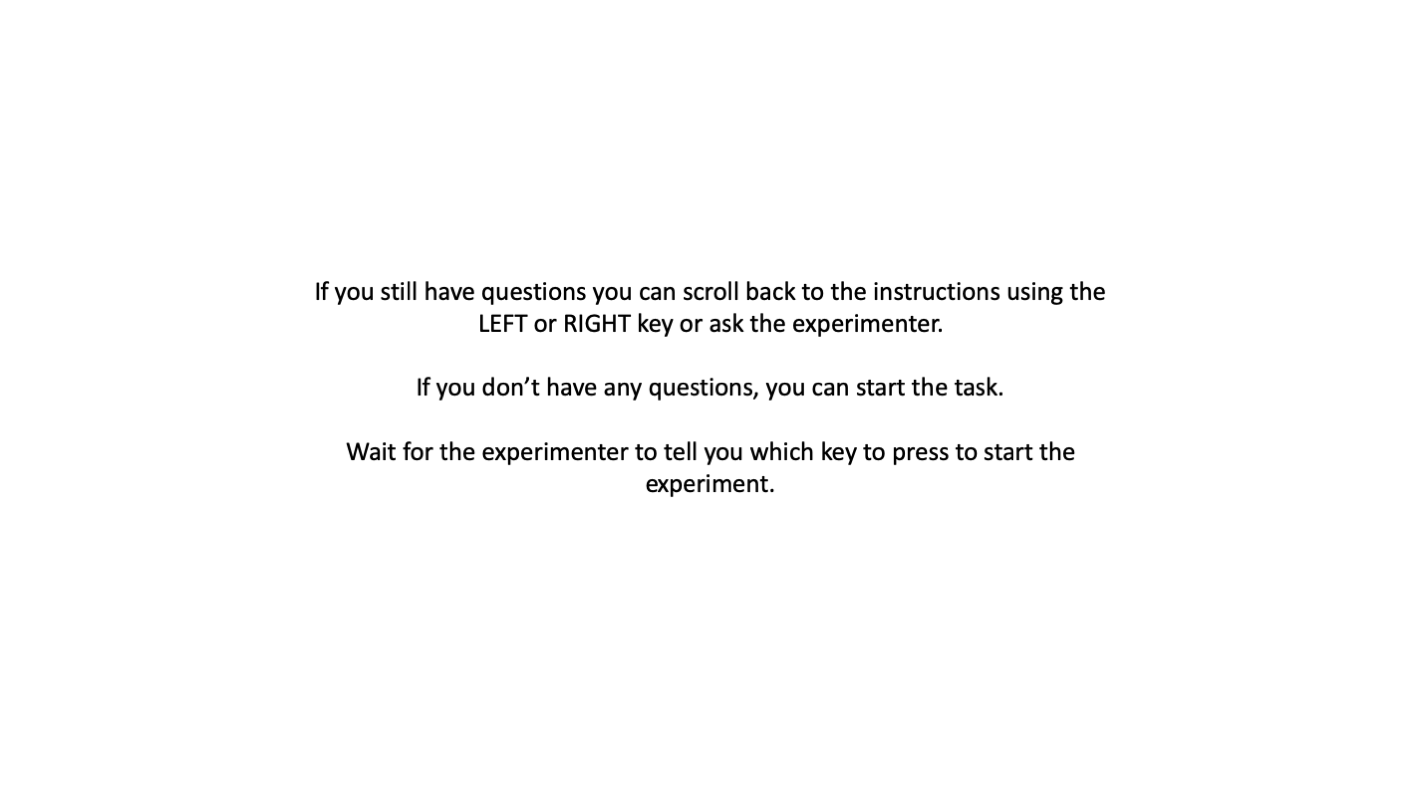 If you still have questions you can scroll back to the instructions using the
LEFT or RIGHT key or ask the experimenter.
If you don’t have any questions, you can start the task.
Wait for the experimenter to tell you which key to press to start the
experiment.